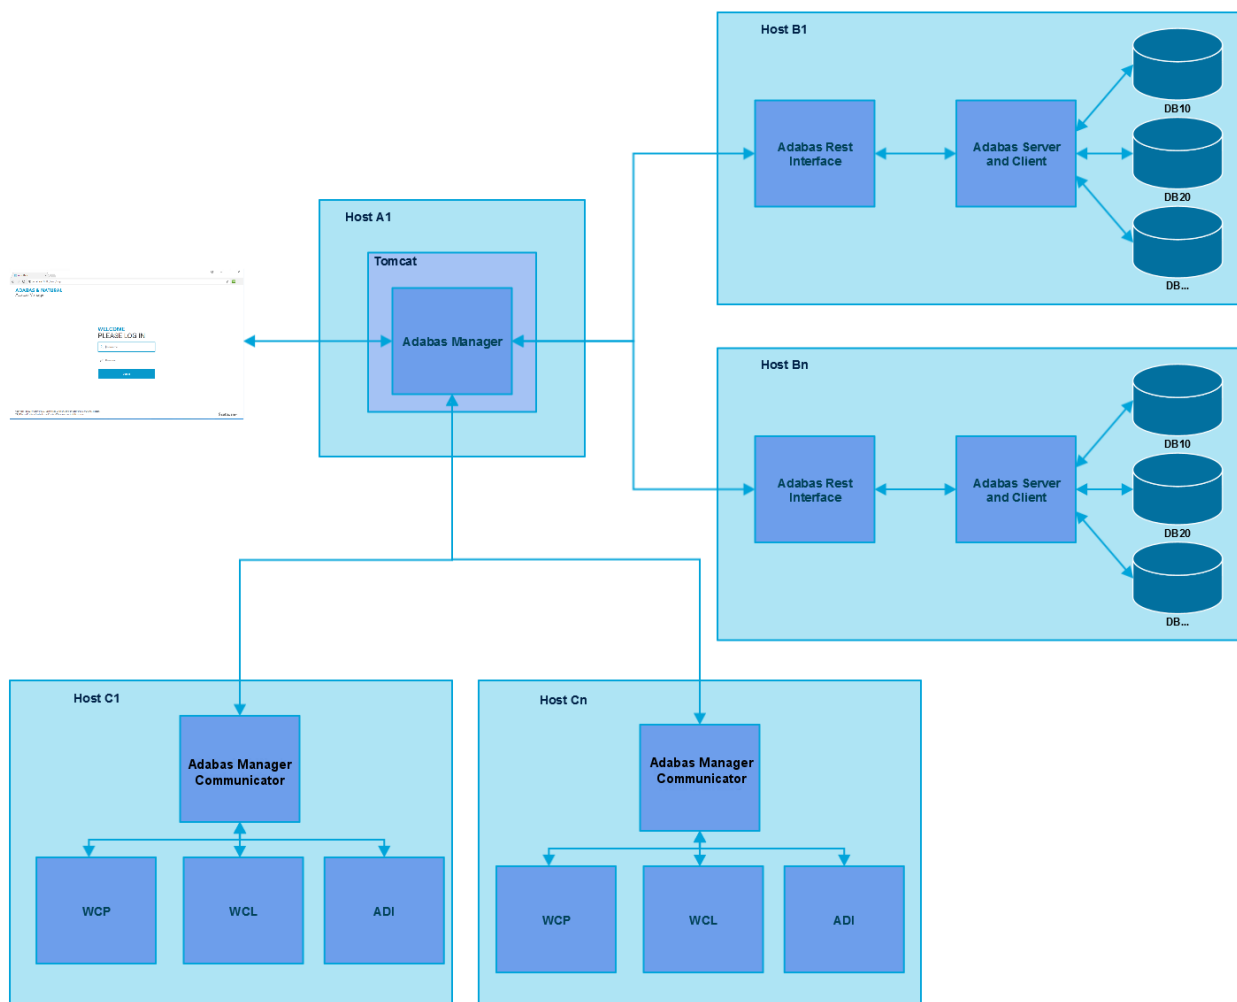 Host B1
DB10
Adabas Rest
Interface
Adabas Server
and Client
DB20
DB...
Host A1
Tomcat
Adabas Manager
ADABAS & NATURAL
WELCOME
PLEASE LOG IN
Host Bn
DB10
Adabas Rest
Interface
Adabas Server
and Client
DB20
DB...
Host C1
Adabas Manager
Communicator
WCP
WCL
ADI
Host Cn
Adabas Manager
Communicator
WCP
WCL
ADI